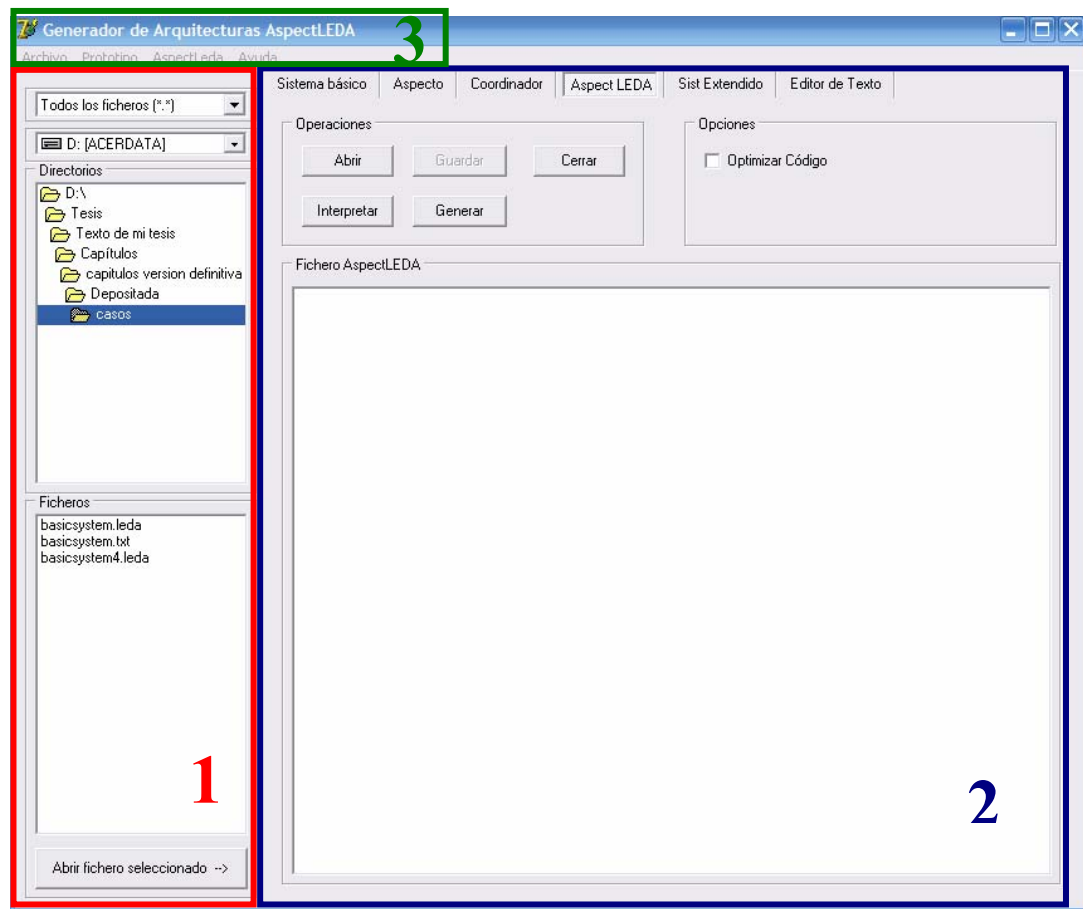 Generador de Arquitecturas AspectLEDA
3
Archivo Prototipo AspectLeda Ayuda
Todos los ficheros (*.*)
D: [ACERDATA]
Directorios
D:\
Tesis
Texto de mi tesis
Capítulos
capitulos version definitiva
Depositada
casos
Ficheros
basicsystem.leda
basicsystem.txt
basicsystem4.leda
1
Abrir fichero seleccionado -->
Sistema básico Aspecto Coordinador Aspect LEDA Sist Extendido Editor de Texto
Operaciones
Abrir Guardar Cerrar
Interpretar Generar
Opciones
Optimizar Código
Fichero AspectLEDA
2